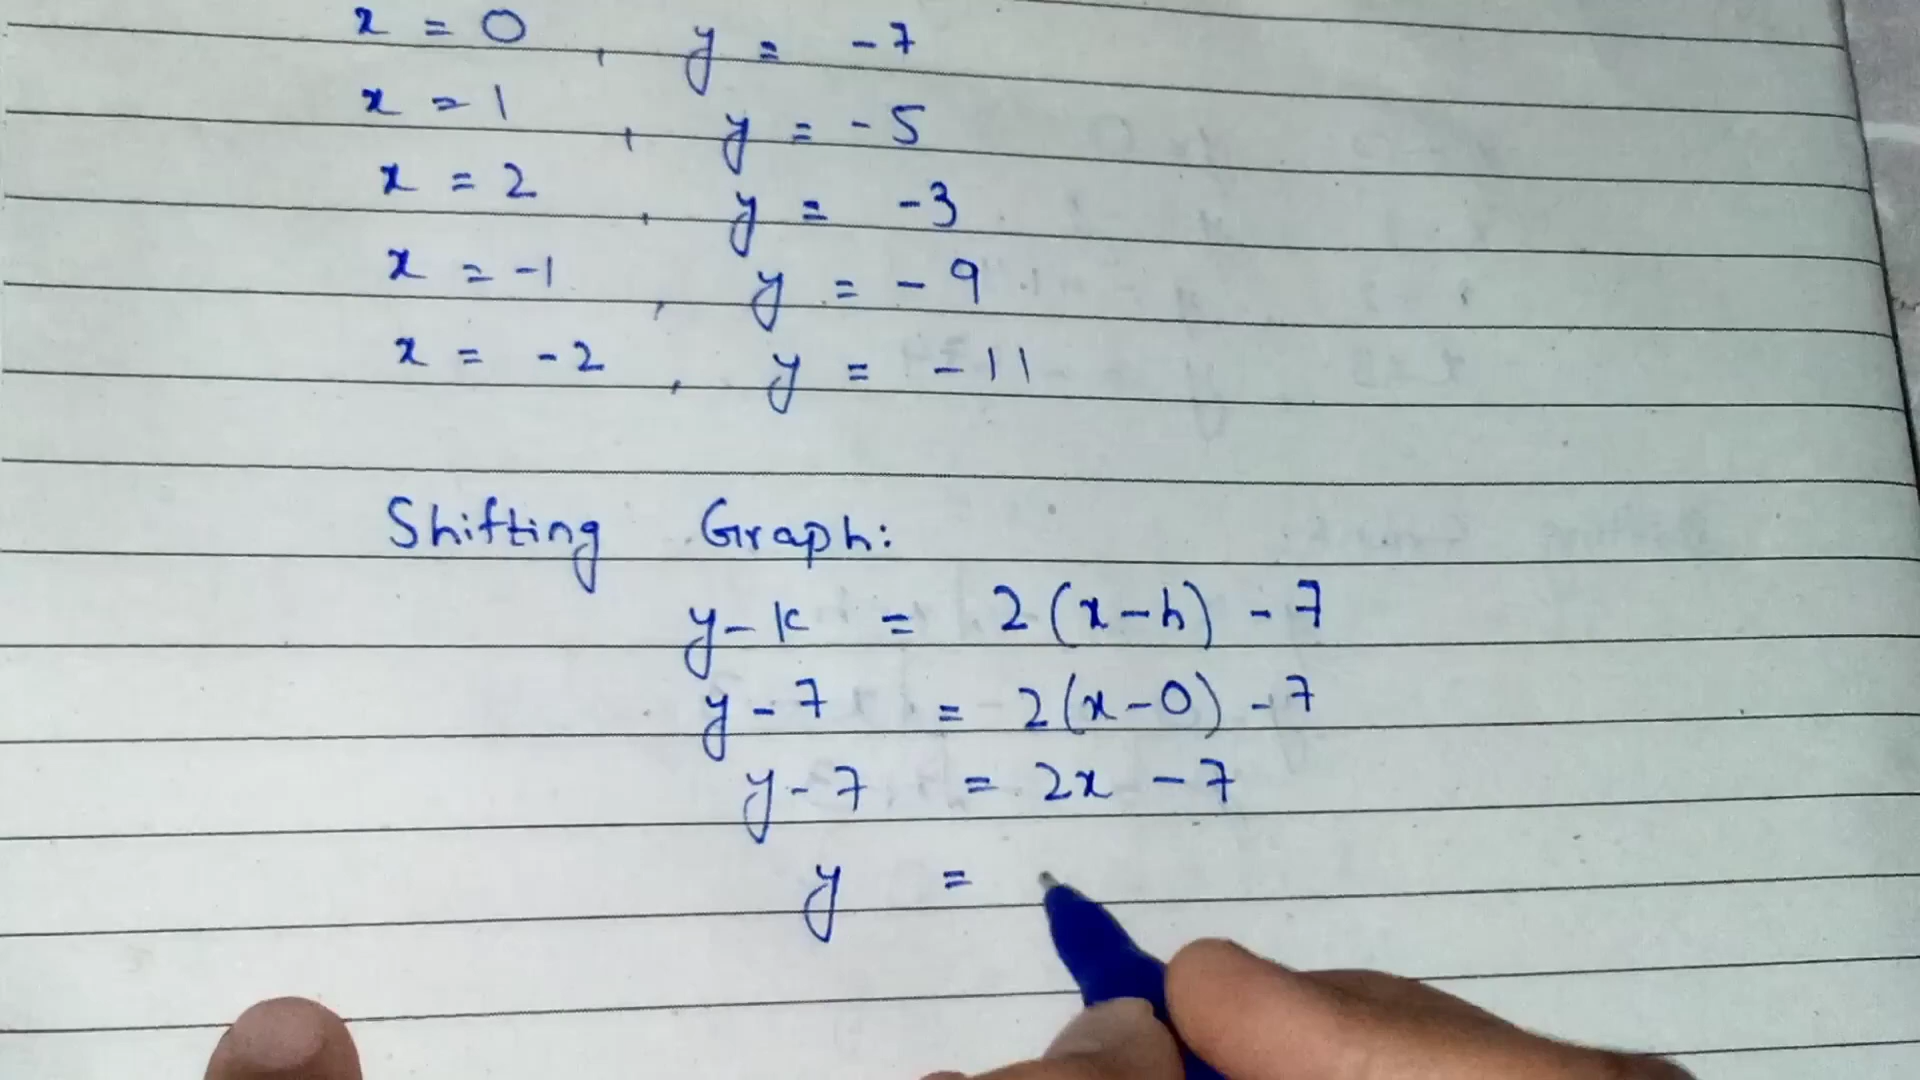 x = 0 , y = -7
x = 1 , y = -5
x = 2 , y = -3
x = -1 , y = -9
x = -2 , y = -11
Shifting Graph:
y - k = 2(x-h) - 7
y - 7 = 2(x-0) - 7
y - 7 = 2x - 7
y =